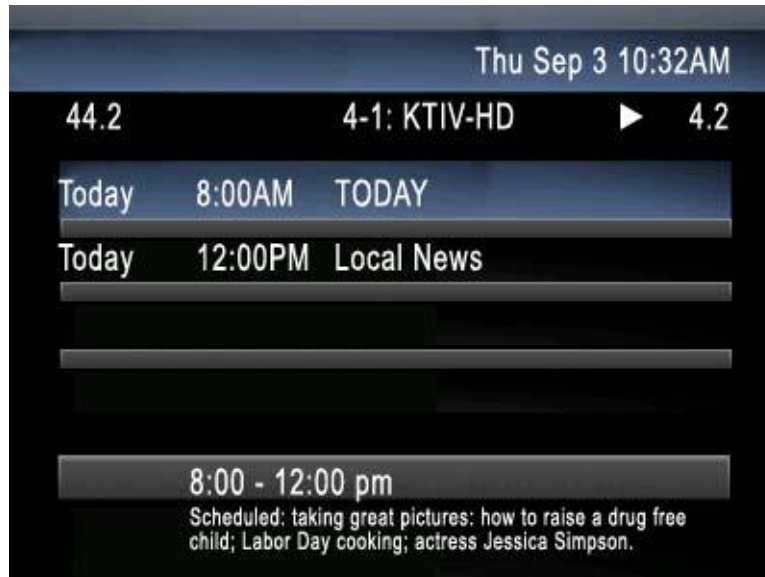 Thu Sep 3 10:32AM
44.2 4-1: KTIV-HD ▶ 4.2
Today 8:00AM TODAY
Today 12:00PM Local News
8:00 - 12:00 pm
Scheduled: taking great pictures: how to raise a drug free
child; Labor Day cooking; actress Jessica Simpson.